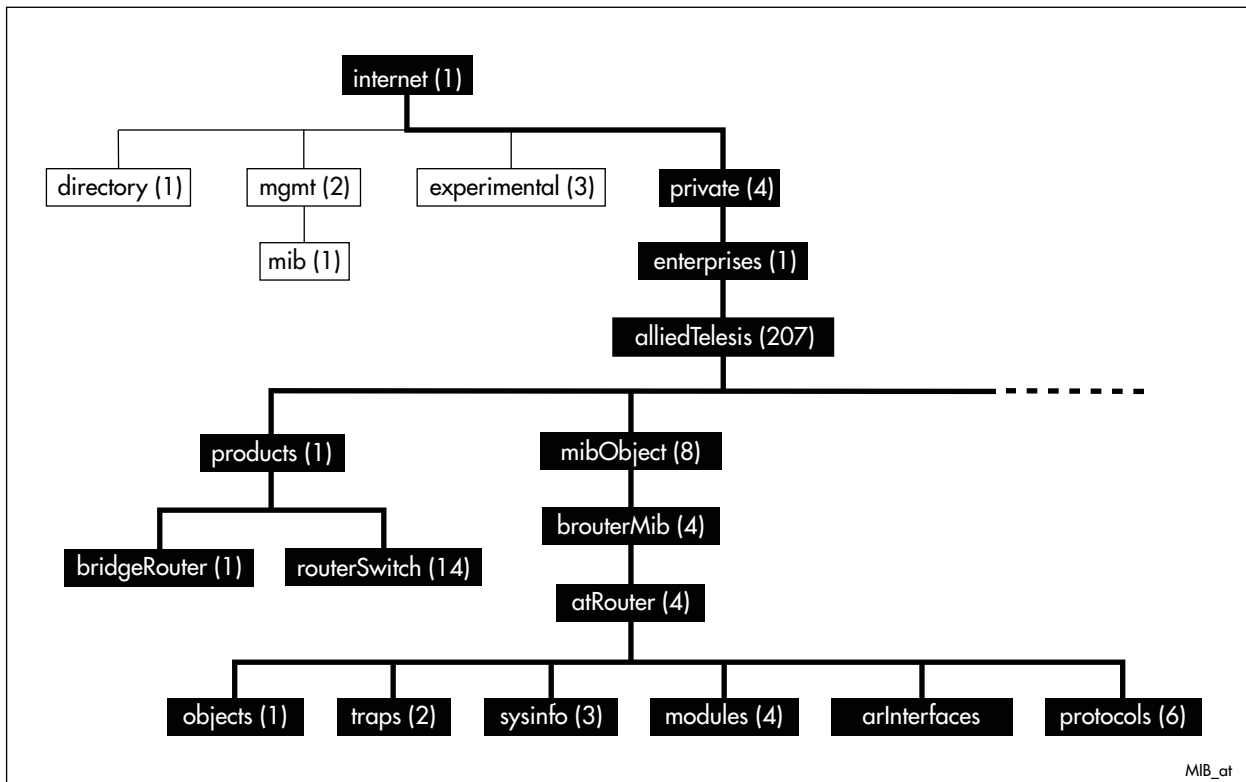 internet (1)
directory (1)
mgmt (2)
experimental (3)
private (4)
mib (1)
enterprises (1)
alliedTelesis (207)
products (1)
mibObject (8)
bridgeRouter (1)
routerSwitch (14)
brouterMib (4)
atRouter (4)
objects (1)
traps (2)
sysinfo (3)
modules (4)
arInterfaces
protocols (6)
MIB_at